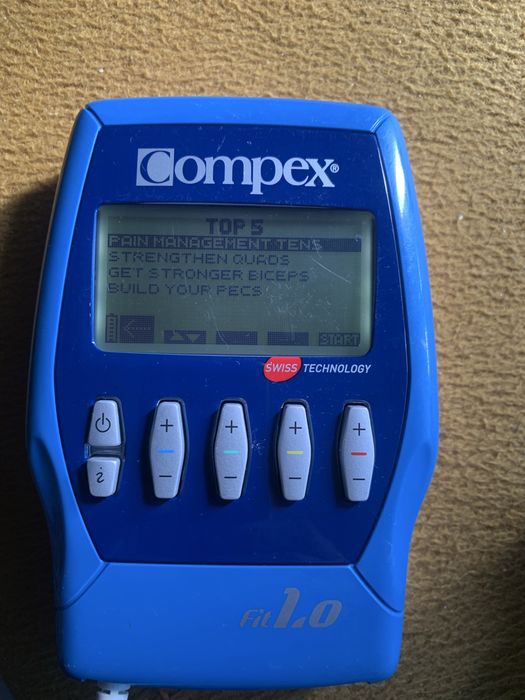 Compex®
TOP 5
PAIN MANAGEMENT TENS
STRENGTHEN QUADS
GET STRONGER BICEPS
BUILD YOUR PECS
START
SWISS TECHNOLOGY
i
+ + + +
- - - -
Fit 1.0